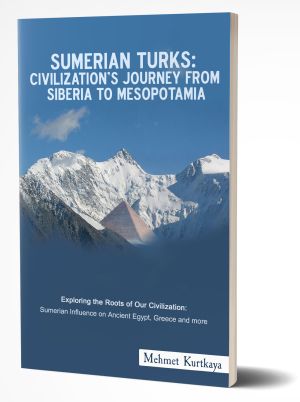 SUMERIAN TURKS:
CIVILIZATION'S JOURNEY FROM
SIBERIA TO MESOPOTAMIA
Exploring the Roots of Our Civilization:
Sumerian Influence on Ancient Egypt, Greece and more
Mehmet Kurtkaya